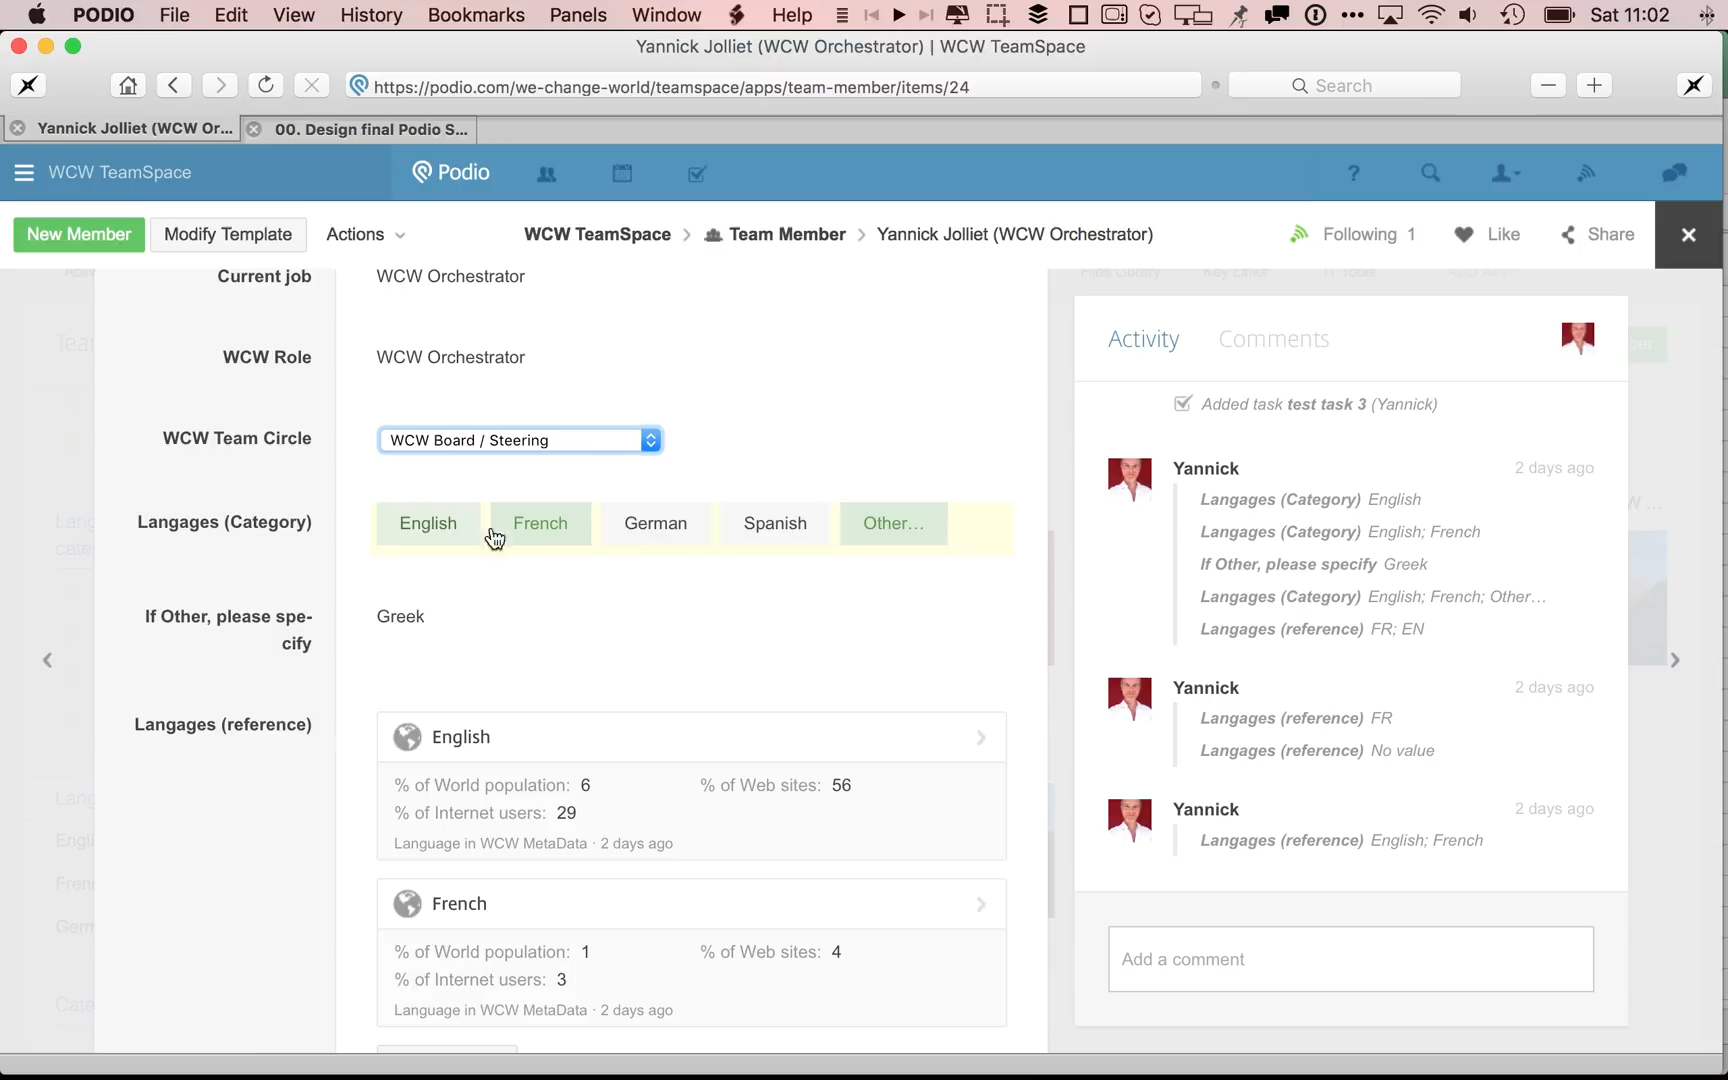 PODIO File Edit View History Bookmarks Panels Window Help Sat 11:02
Yannick Jolliet (WCW Orchestrator) | WCW TeamSpace
https://podio.com/we-change-world/teamspace/apps/team-member/items/24
Search
Yannick Jolliet (WCW Or...
00. Design final Podio S...
WCW TeamSpace
Podio
?
New Member
Modify Template
Actions
WCW TeamSpace > Team Member > Yannick Jolliet (WCW Orchestrator)
Following 1
Like
Share
Current job
WCW Orchestrator
WCW Role
WCW Orchestrator
WCW Team Circle
WCW Board / Steering
Langages (Category)
English
French
German
Spanish
Other...
If Other, please spe-
cify
Greek
Langages (reference)
English
% of World population: 6
% of Web sites: 56
% of Internet users: 29
Language in WCW MetaData · 2 days ago
French
% of World population: 1
% of Web sites: 4
% of Internet users: 3
Language in WCW MetaData · 2 days ago
Activity
Comments
Added task test task 3 (Yannick)
Yannick
2 days ago
Langages (Category) English
Langages (Category) English; French
If Other, please specify Greek
Langages (Category) English; French; Other...
Langages (reference) FR; EN
Yannick
2 days ago
Langages (reference) FR
Langages (reference) No value
Yannick
2 days ago
Langages (reference) English; French
Add a comment